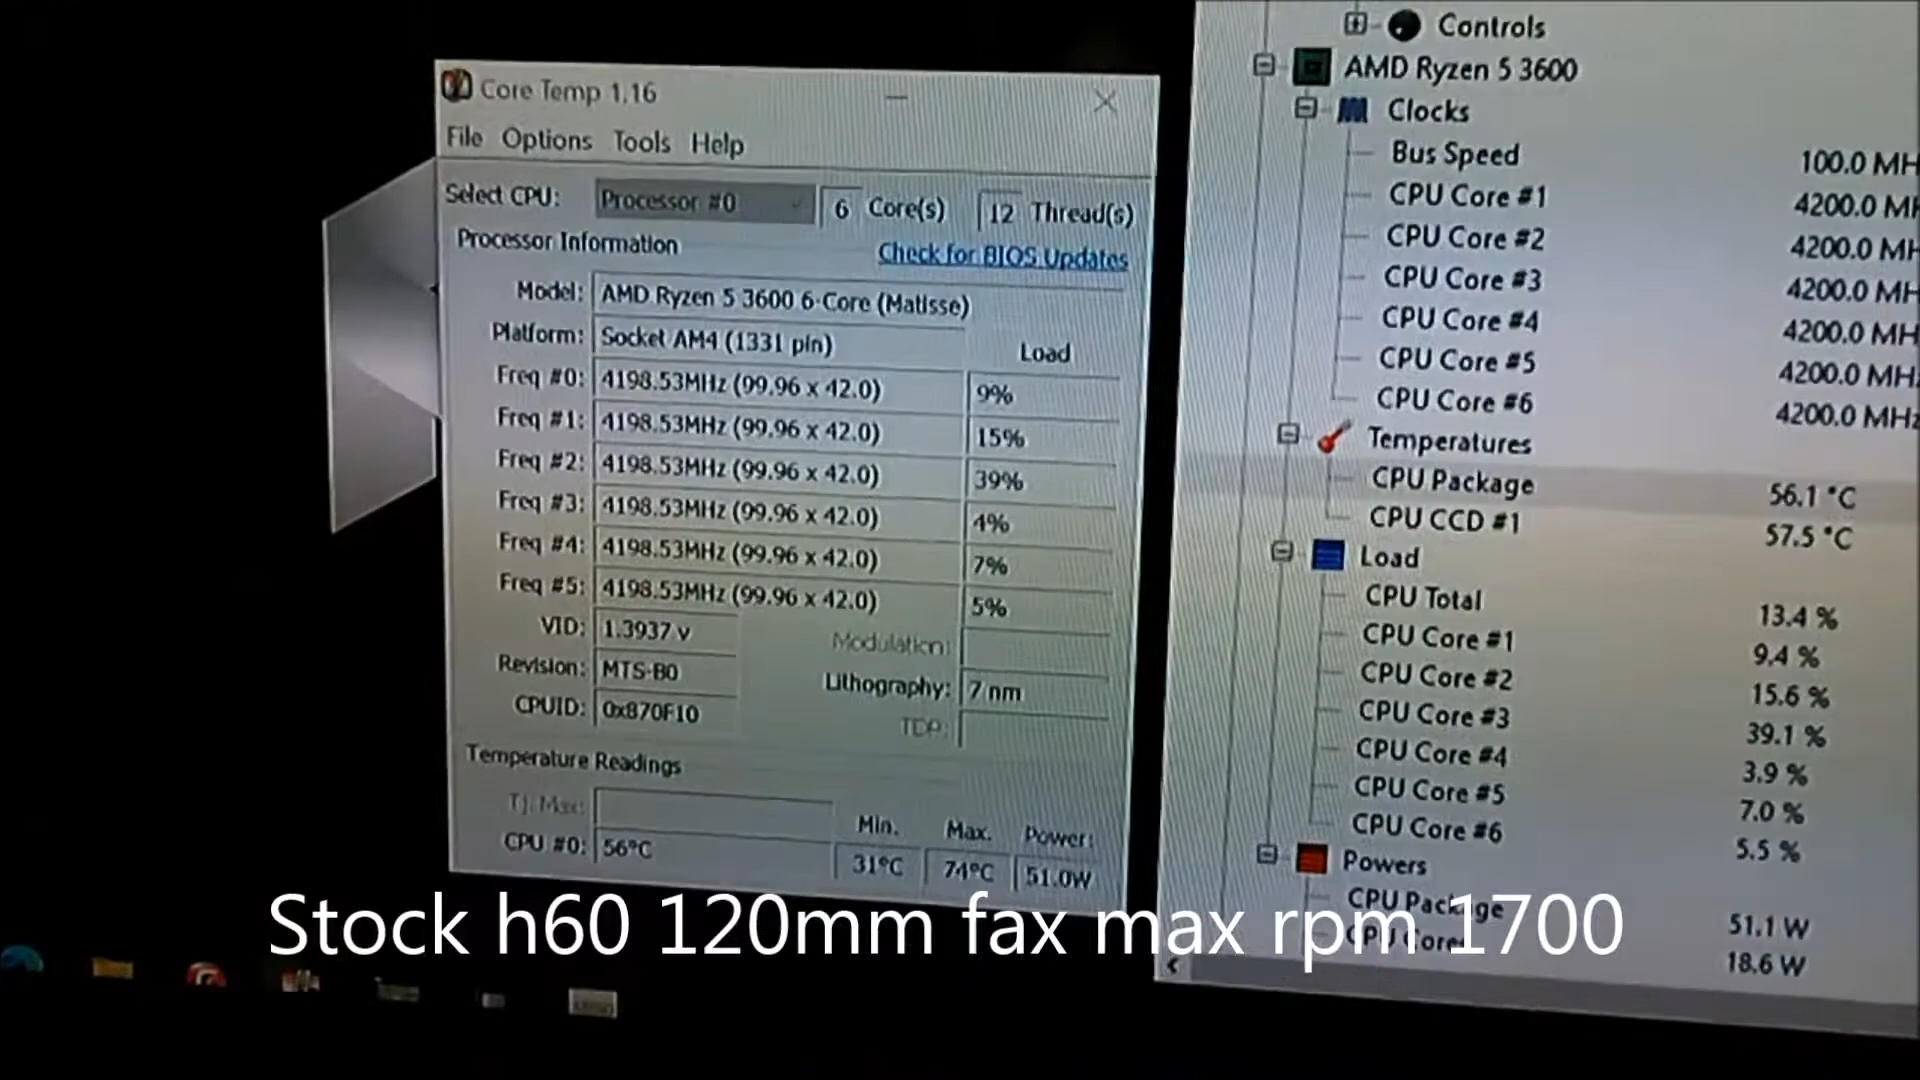 Core Temp 1.16
File Options Tools Help
Select CPU: Processor #0 6 Core(s) 12 Thread(s)
Processor Information Check for BIOS Updates
Model: AMD Ryzen 5 3600 6-Core (Matisse)
Platform: Socket AM4 (1331 pin) Load
Freq #0: 4198.53MHz (99.96 x 42.0) 9%
Freq #1: 4198.53MHz (99.96 x 42.0) 15%
Freq #2: 4198.53MHz (99.96 x 42.0) 39%
Freq #3: 4198.53MHz (99.96 x 42.0) 4%
Freq #4: 4198.53MHz (99.96 x 42.0) 7%
Freq #5: 4198.53MHz (99.96 x 42.0) 5%
VID: 1.3937 v Modulation:
Revision: MTS-B0 Lithography: 7 nm
CPUID: 0x870F10 TDP:
Temperature Readings
Tj. Max: Min. Max. Power:
CPU #0: 56°C 31°C 74°C 51.0W
Controls
AMD Ryzen 5 3600
Clocks
Bus Speed 100.0 MH
CPU Core #1 4200.0 MH
CPU Core #2 4200.0 MH
CPU Core #3 4200.0 MH
CPU Core #4 4200.0 MH
CPU Core #5 4200.0 MHz
CPU Core #6 4200.0 MHz
Temperatures
CPU Package 56.1 °C
CPU CCD #1 57.5 °C
Load
CPU Total 13.4 %
CPU Core #1 9.4 %
CPU Core #2 15.6 %
CPU Core #3 39.1 %
CPU Core #4 3.9 %
CPU Core #5 7.0 %
CPU Core #6 5.5 %
Powers
CPU Package 51.1 W
CPU Cores 18.6 W
Stock h60 120mm fax max rpm 1700